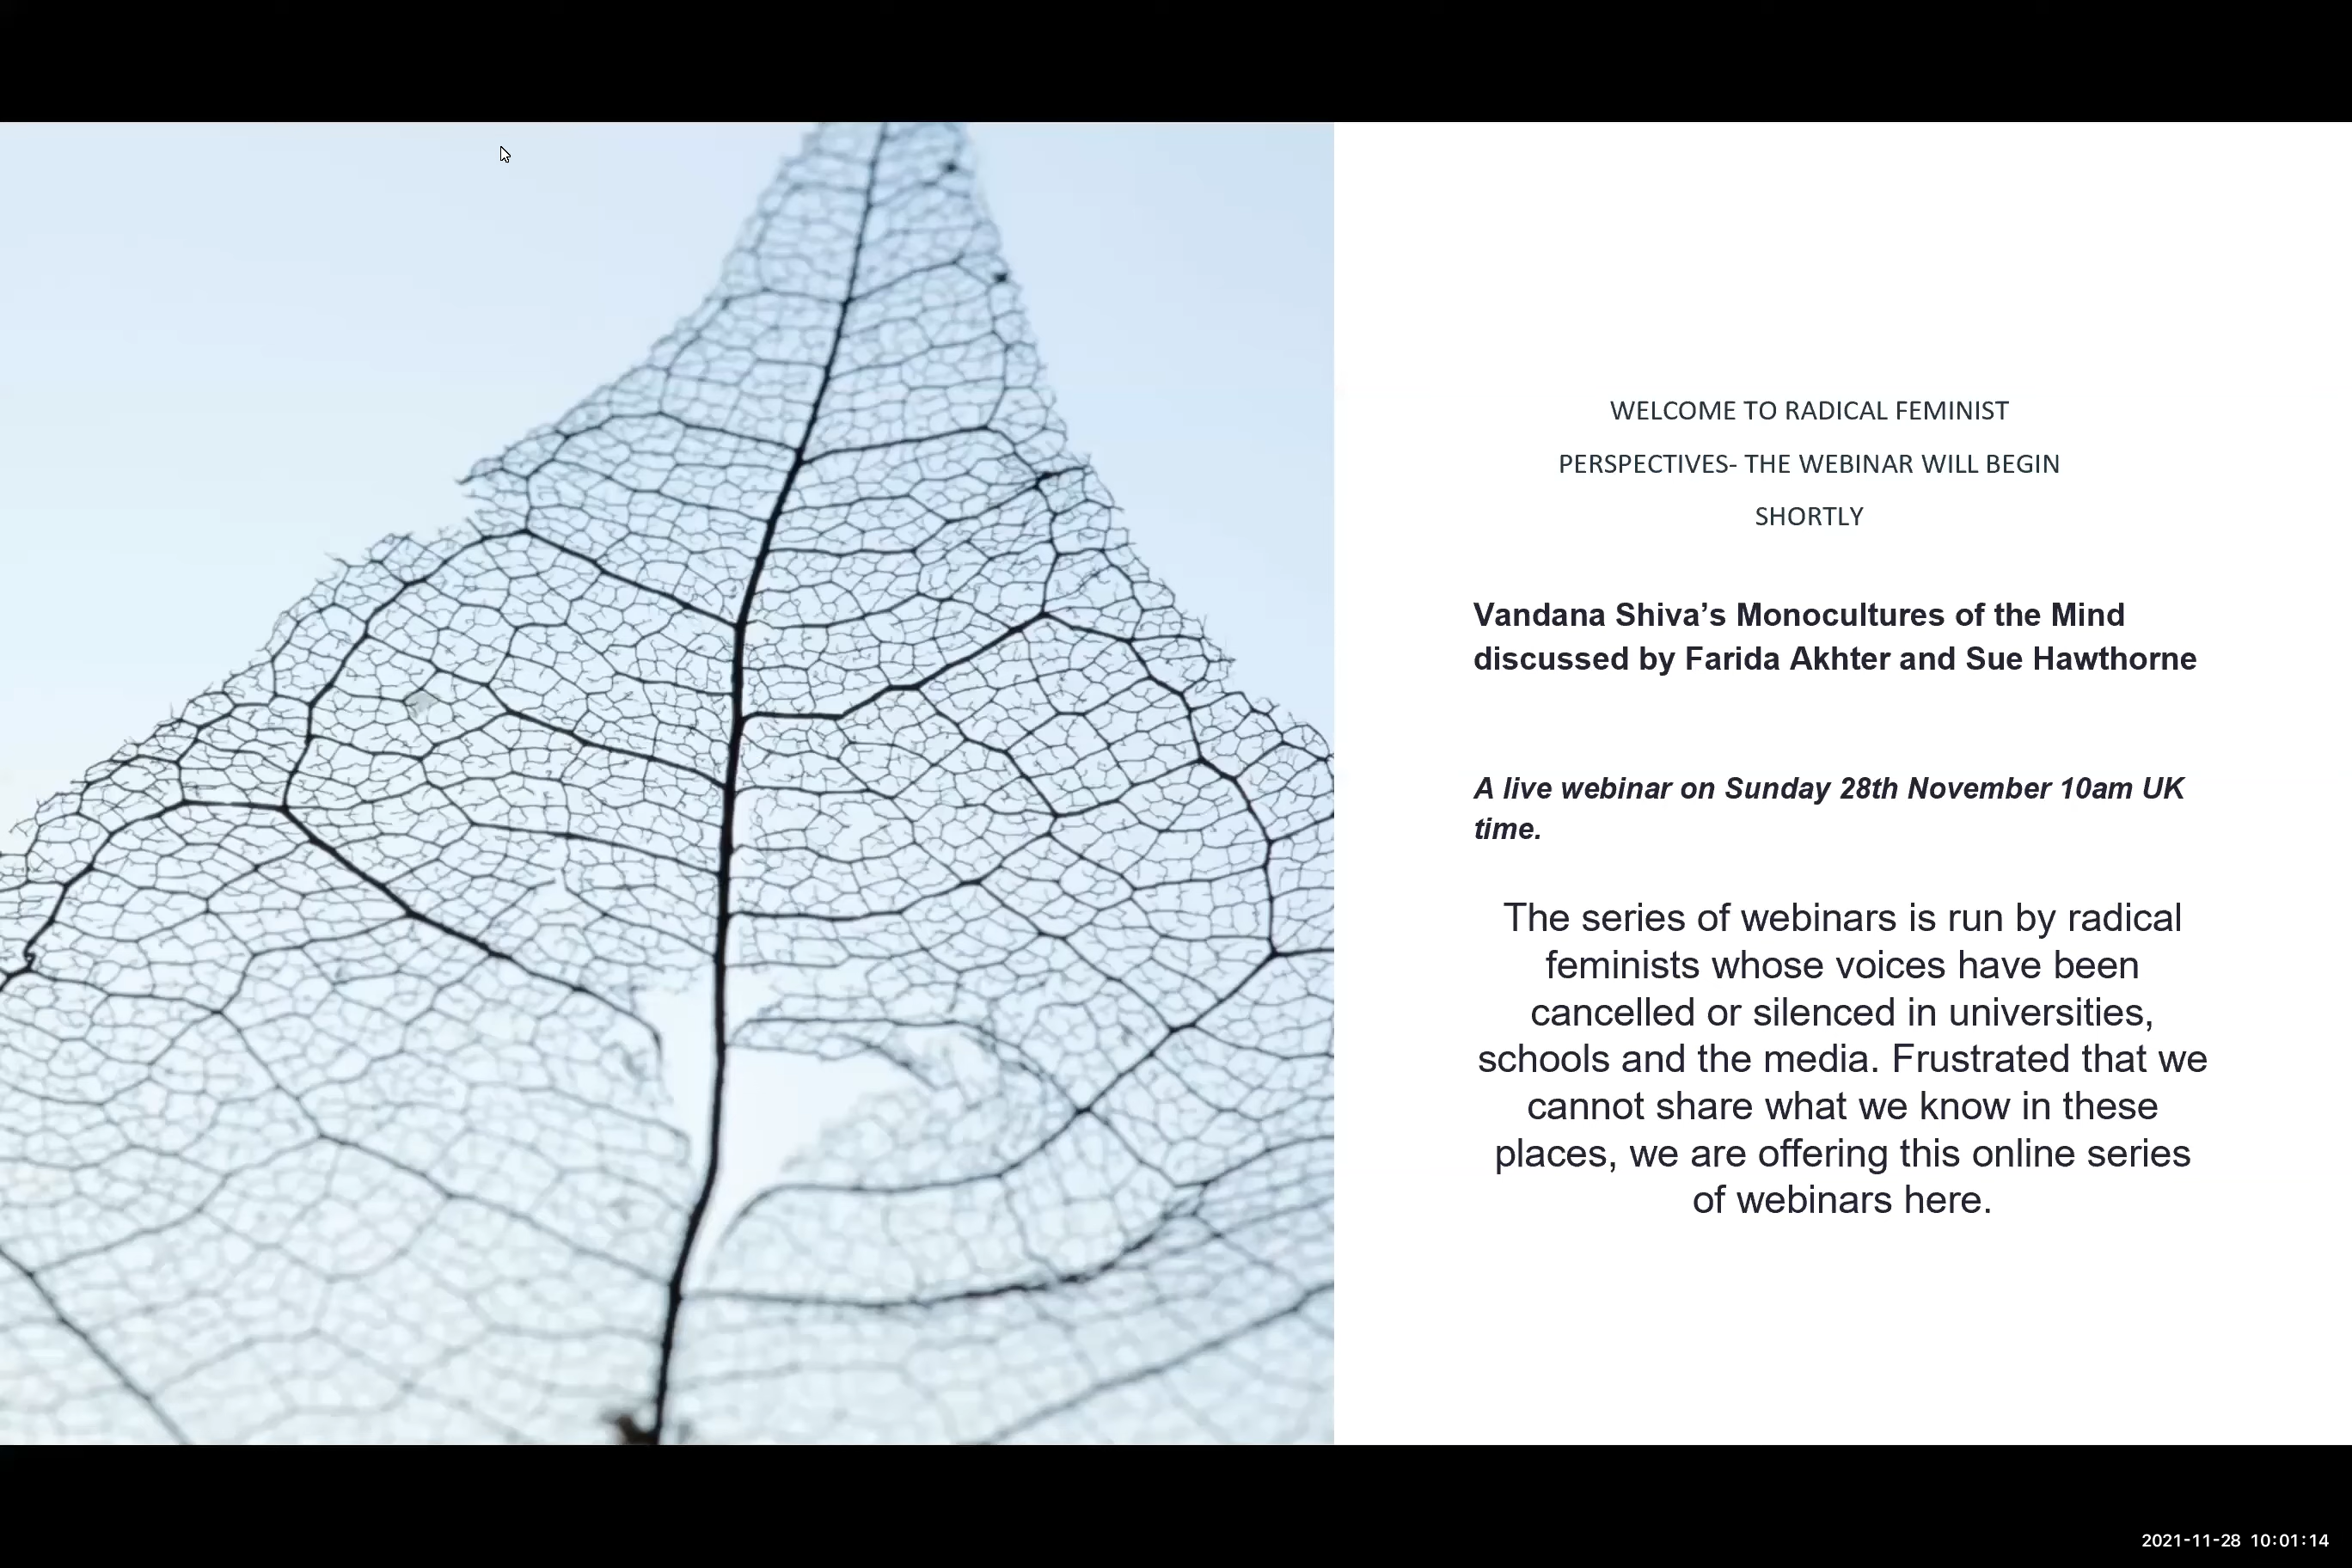 WELCOME TO RADICAL FEMINIST
PERSPECTIVES- THE WEBINAR WILL BEGIN
SHORTLY
Vandana Shiva’s Monocultures of the Mind
discussed by Farida Akhter and Sue Hawthorne
A live webinar on Sunday 28th November 10am UK
time.
The series of webinars is run by radical
feminists whose voices have been
cancelled or silenced in universities,
schools and the media. Frustrated that we
cannot share what we know in these
places, we are offering this online series
of webinars here.
2021-11-28 10:01:14